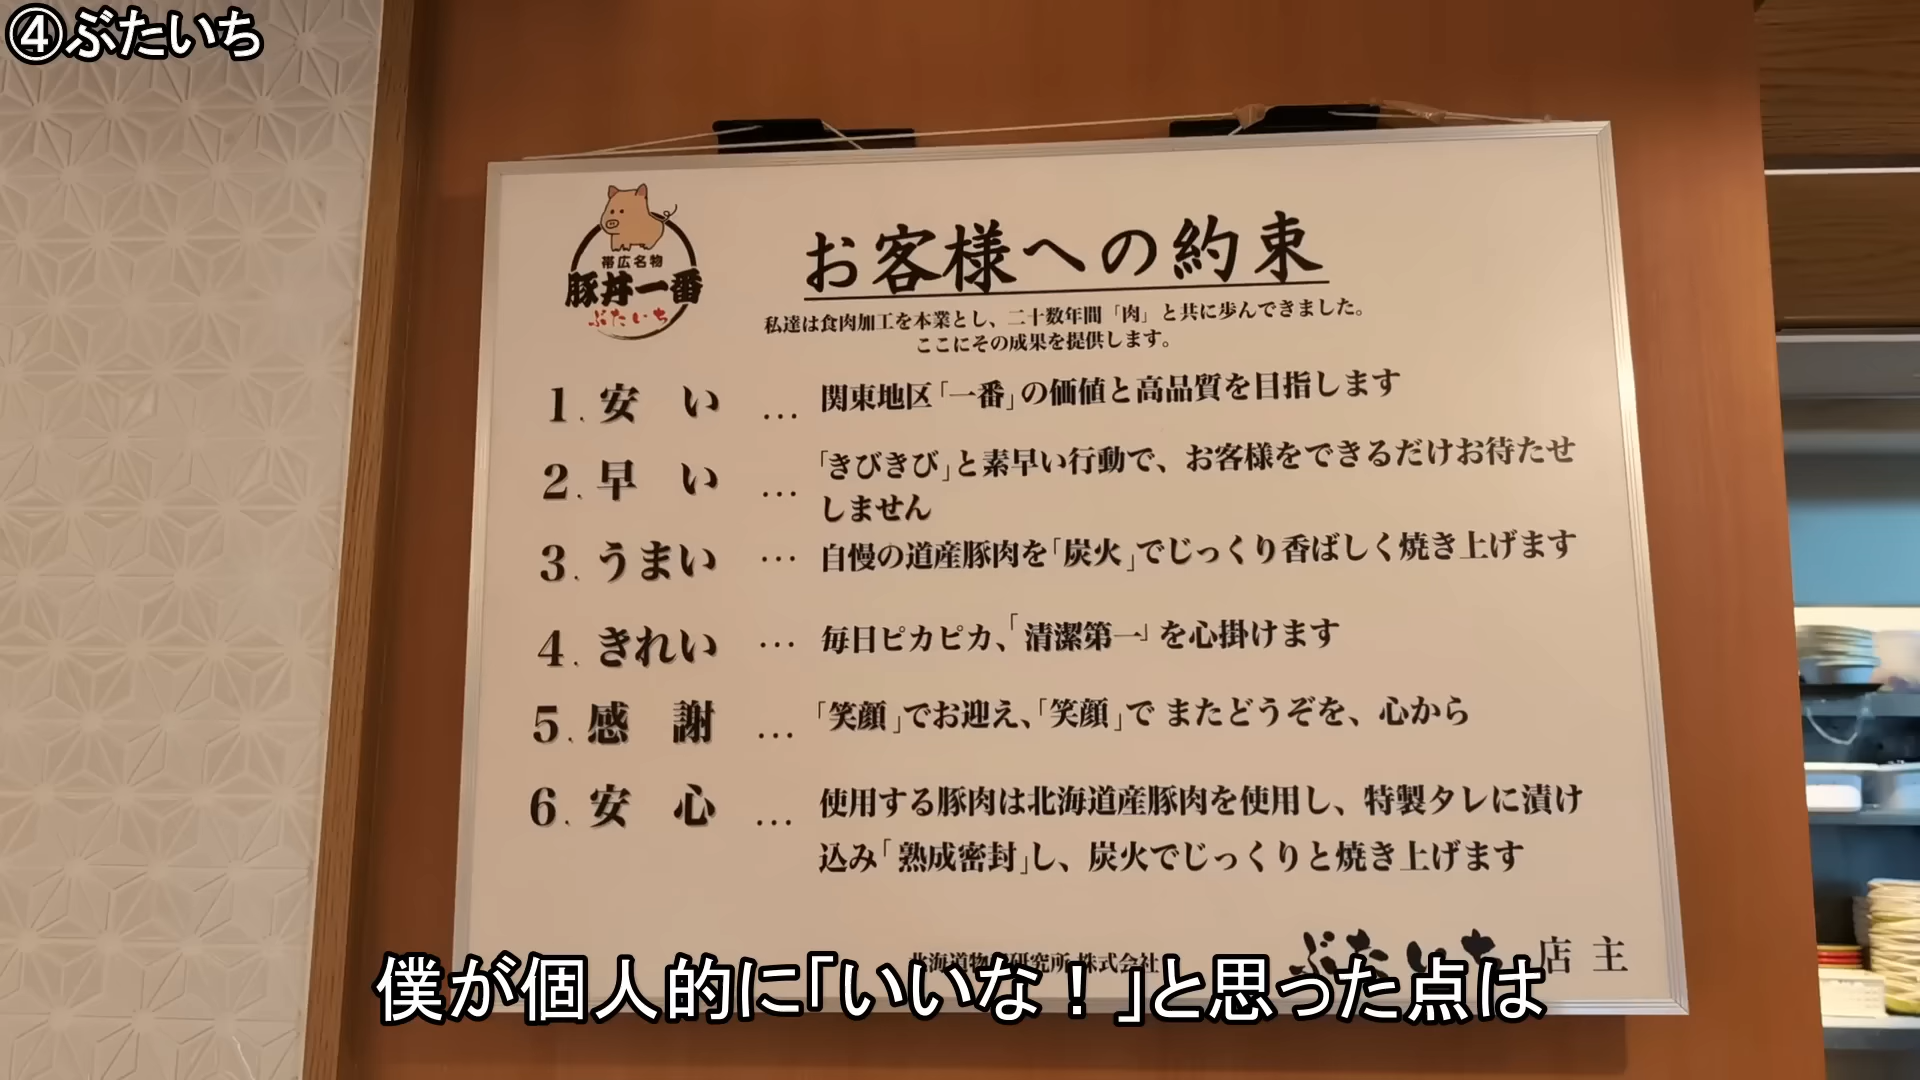 ④ぶたいち
帯広名物
豚丼一番
ぶたいち
お客様への約束
私達は食肉加工を本業とし、二十数年間「肉」と共に歩んできました。
ここにその成果を提供します。
1.安い…関東地区「一番」の価値と高品質を目指します
2.早い…「きびきび」と素早い行動で、お客様をできるだけお待たせ
しません
3.うまい…自慢の道産豚肉を「炭火」でじっくり香ばしく焼き上げます
4.きれい…毎日ピカピカ、「清潔第一」を心掛けます
5.感謝…「笑顔」でお迎え、「笑顔」で またどうぞを、心から
6.安心…使用する豚肉は北海道産豚肉を使用し、特製タレに漬け
込み「熟成密封」し、炭火でじっくりと焼き上げます
北海道物 研究所 株式会社
ぶたいち 店主
僕が個人的に「いいな！」と思った点は